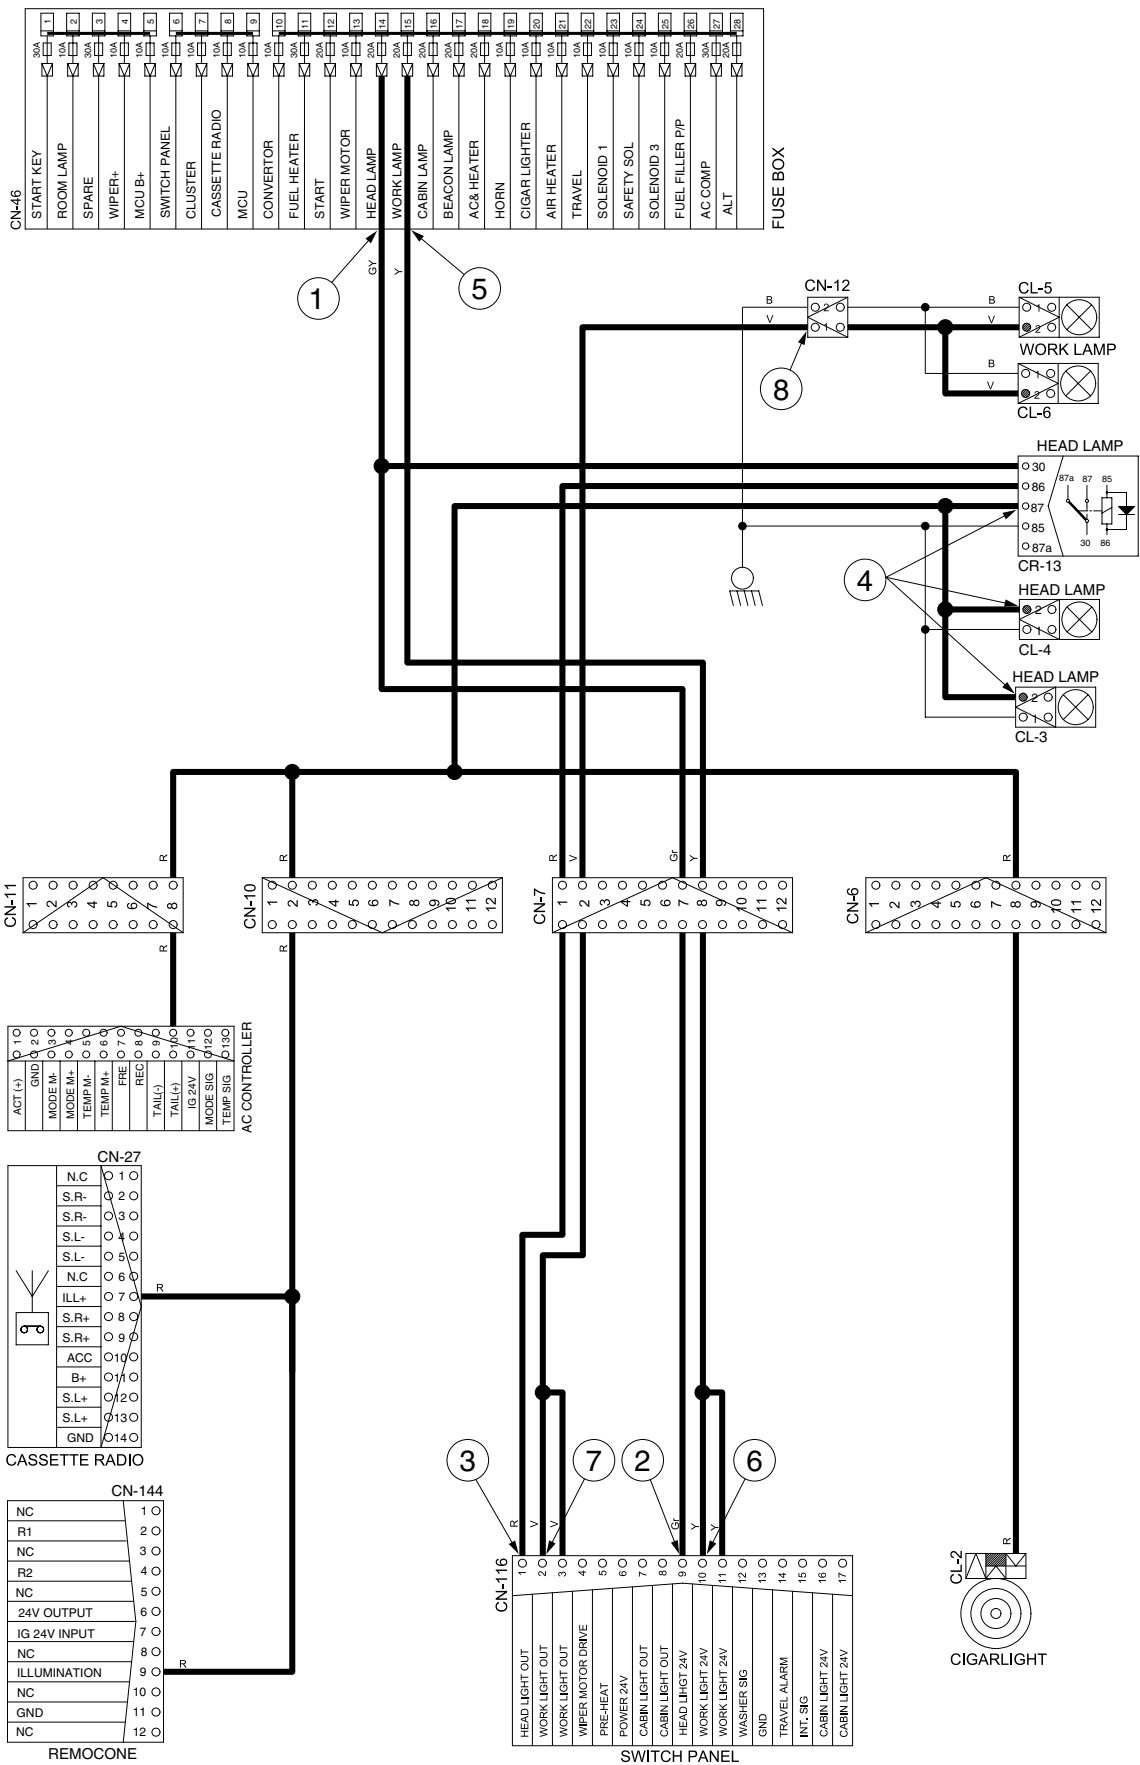 CN-46
1 2 3 4 5 6 7 8 9 10 11 12 13 14 15 16 17 18 19 20 21 22 23 24 25 26 27 28
30A 10A 30A 10A 10A 10A 10A 10A 10A 10A 30A 10A 10A 20A 20A 10A 10A 20A 10A 10A 10A 10A 10A 10A 10A 20A 10A 20A
START KEY
ROOM LAMP
SPARE
WIPER+
MCU B+
SWITCH PANEL
CLUSTER
CASSETTE RADIO
MCU
CONVERTOR
FUEL HEATER
START
WIPER MOTOR
HEAD LAMP
WORK LAMP
CABIN LAMP
BEACON LAMP
AC& HEATER
HORN
CIGAR LIGHTER
AIR HEATER
TRAVEL
SOLENOID 1
SAFETY SOL
SOLENOID 3
FUEL FILLER P/P
AC COMP
ALT
FUSE BOX
1 GY Y 5
CN-12
B 2
V 1
8
CL-5
B 1
V 2
WORK LAMP
B 1
V 2
CL-6
HEAD LAMP
30
86
87
85
87a
87a 87 85
30 86
CR-13
4
HEAD LAMP
2
1
CL-4
HEAD LAMP
2
1
CL-3
R R R V Gr Y R
CN-11
1 2 3 4 5 6 7 8
CN-10
1 2 3 4 5 6 7 8 9 10 11 12
CN-7
1 2 3 4 5 6 7 8 9 10 11 12
CN-6
1 2 3 4 5 6 7 8 9 10 11 12
R R
1 2 3 4 5 6 7 8 9 10 11 12 13
ACT (+)
GND
MODE M-
MODE M+
TEMP M-
TEMP M+
FRE
REC
TAIL(-)
TAIL(+)
IG 24V
MODE SIG
TEMP SIG
AC CONTROLLER
CN-27
N.C 1
S.R- 2
S.R- 3
S.L- 4
S.L- 5
N.C 6
ILL+ 7 R
S.R+ 8
S.R+ 9
ACC 10
B+ 11
S.L+ 12
S.L+ 13
GND 14
CASSETTE RADIO
CN-144
NC 1
R1 2
NC 3
R2 4
NC 5
24V OUTPUT 6
IG 24V INPUT 7
NC 8
ILLUMINATION 9 R
NC 10
GND 11
NC 12
REMOCONE
3 7 2 6
R V V Gr Y Y
CN-116
1 2 3 4 5 6 7 8 9 10 11 12 13 14 15 16 17
HEAD LIGHT OUT
WORK LIGHT OUT
WORK LIGHT OUT
WIPER MOTOR DRIVE
PRE-HEAT
POWER 24V
CABIN LIGHT OUT
CABIN LIGHT OUT
HEAD LIHGT 24V
WORK LIGHT 24V
WORK LIGHT 24V
WASHER SIG
GND
TRAVEL ALARM
INT. SIG
CABIN LIGHT 24V
CABIN LIGHT 24V
SWITCH PANEL
R
CL-2
CIGARLIGHT